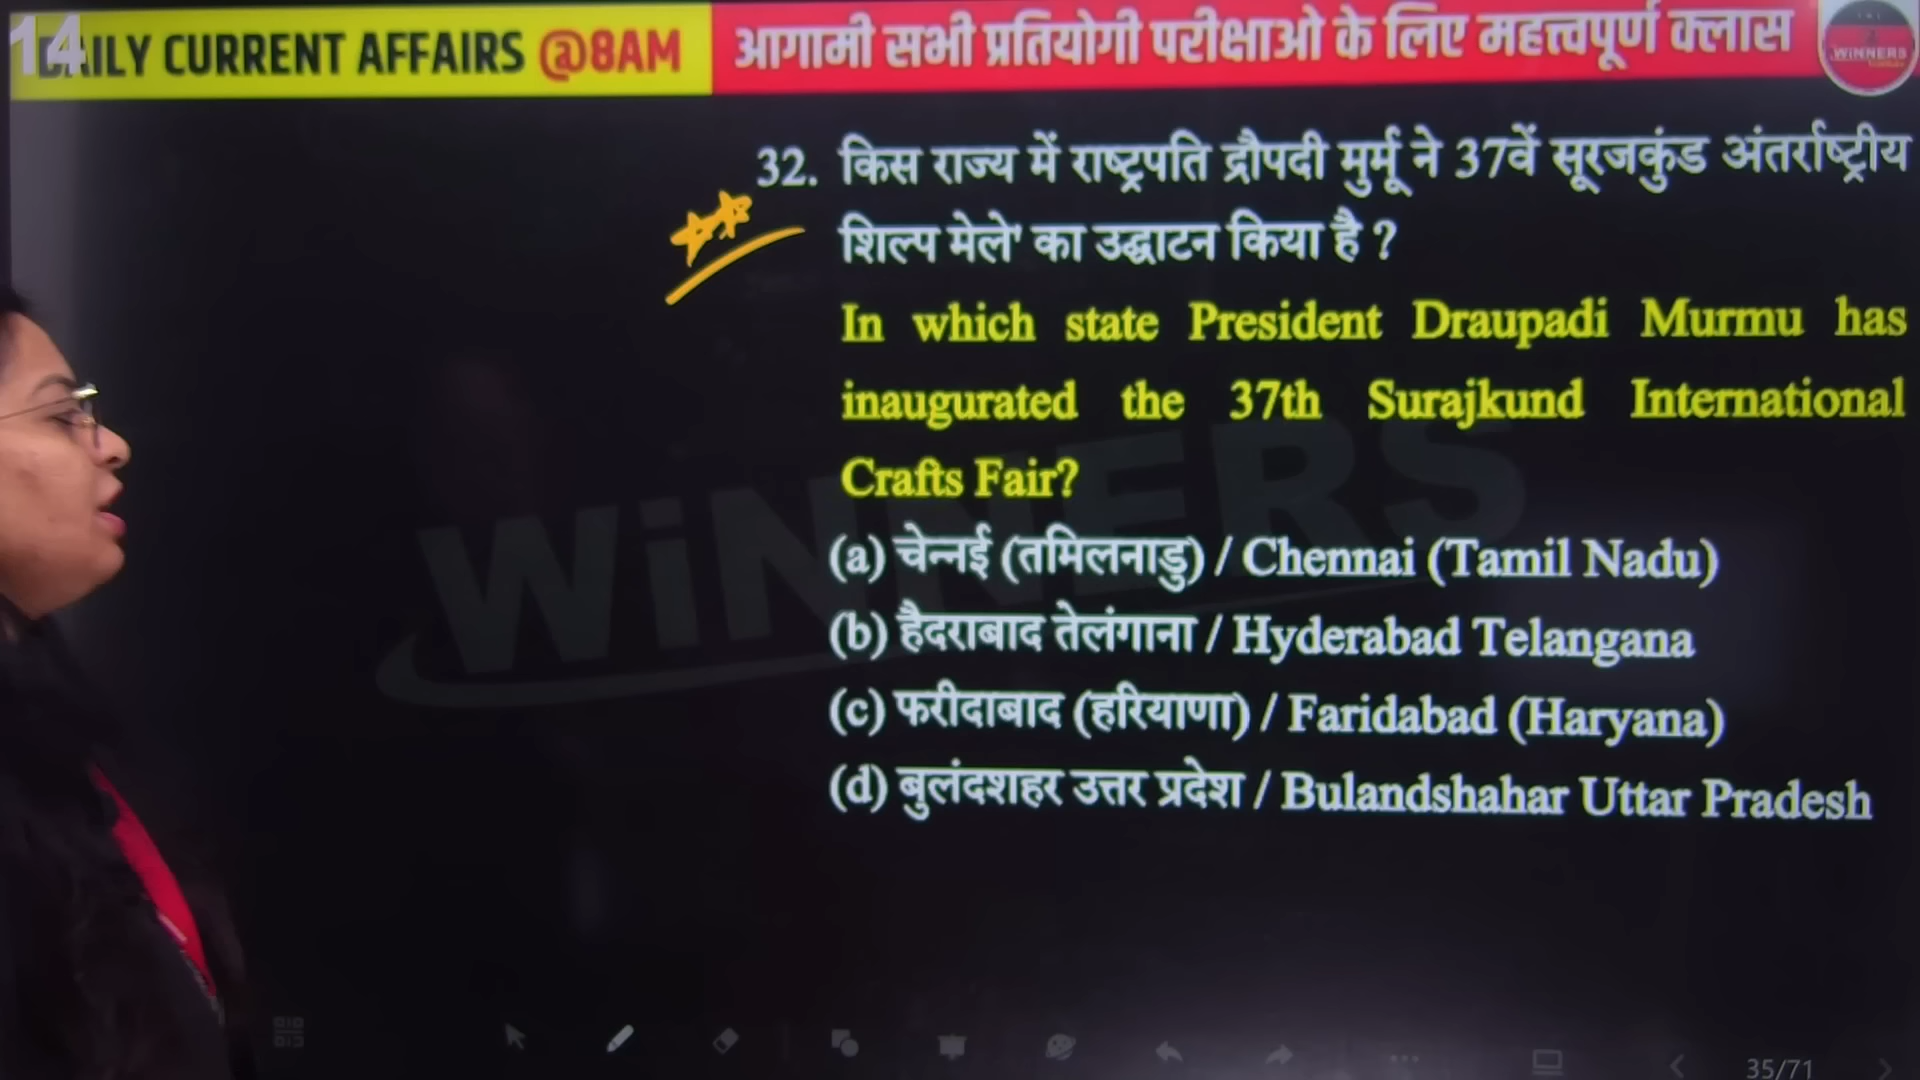 14
DAILY CURRENT AFFAIRS @8AM
आगामी सभी प्रतियोगी परीक्षाओ के लिए महत्त्वपूर्ण क्लास
WINNERS
32. किस राज्य में राष्ट्रपति द्रौपदी मुर्मू ने 37वें सूरजकुंड अंतर्राष्ट्रीय
शिल्प मेले' का उद्घाटन किया है ?
In which state President Draupadi Murmu has
inaugurated the 37th Surajkund International
Crafts Fair?
WiNNERS
(a) चेन्नई (तमिलनाडु) / Chennai (Tamil Nadu)
(b) हैदराबाद तेलंगाना / Hyderabad Telangana
(c) फरीदाबाद (हरियाणा) / Faridabad (Haryana)
(d) बुलंदशहर उत्तर प्रदेश / Bulandshahar Uttar Pradesh
35/71